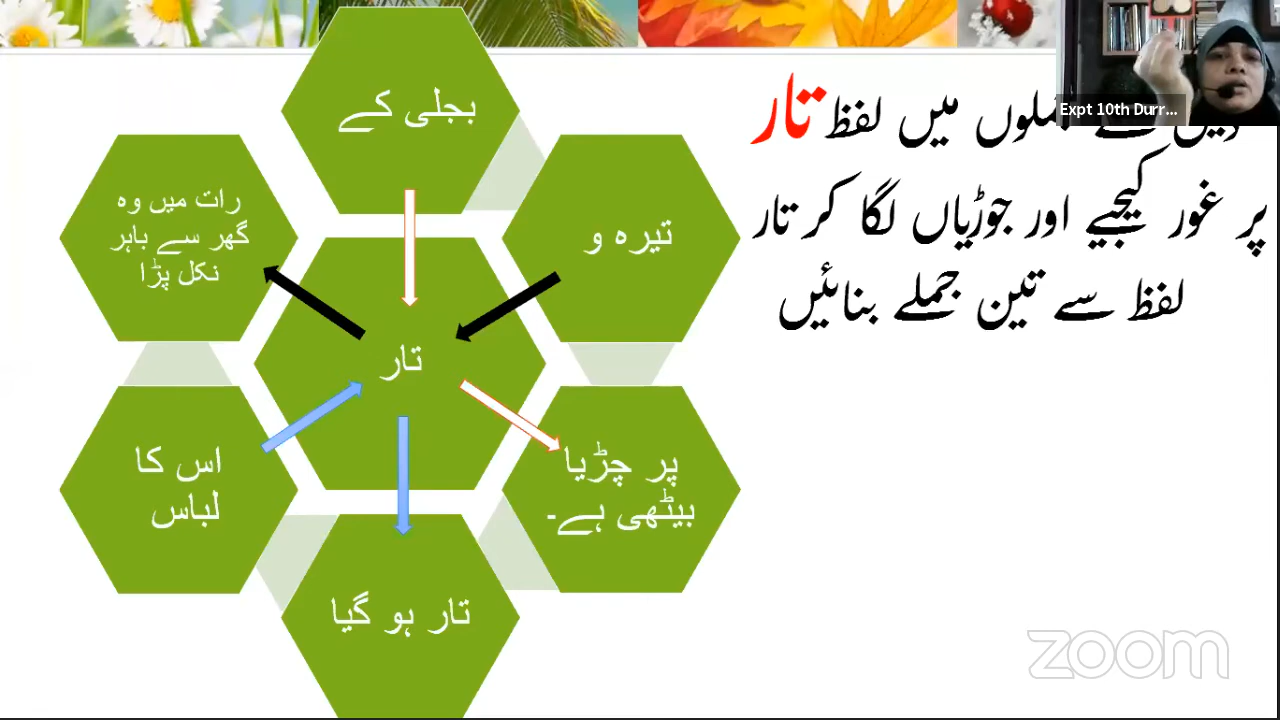 جملوں میں لفظ تار
پر غور کیجیے اور جوڑیاں لگا کر تار
لفظ سے تین جملے بنائیں
بجلی کے
تیرہ و
پر چڑیا
بیٹھی ہے۔
تار ہو گیا
اس کا
لباس
رات میں وہ
گھر سے باہر
نکل پڑا
تار
Expt 10th Durr...
zoom